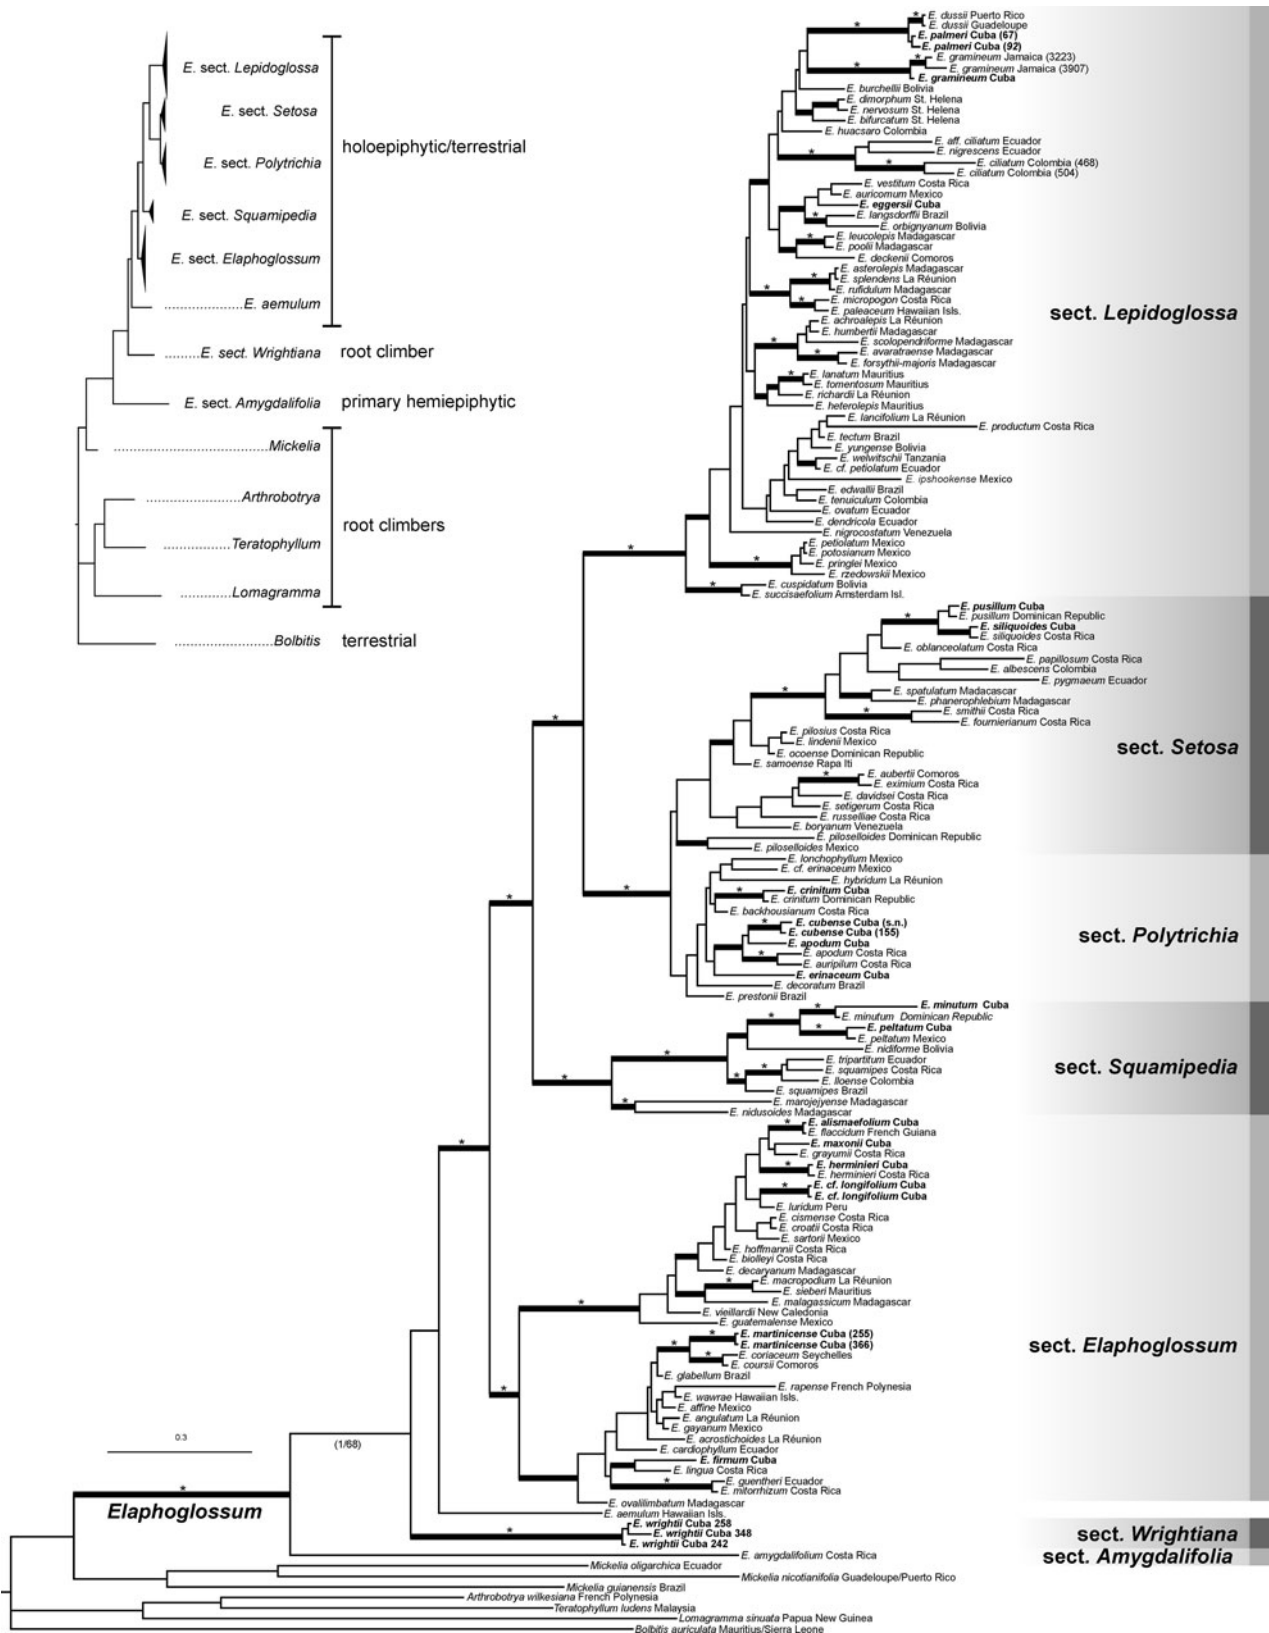 E. sect. Lepidoglossa
E. sect. Setosa
holoepiphytic/terrestrial
E. sect. Polytrichia
E. sect. Squamipedia
E. sect. Elaphoglossum
E. aemulum
E. sect. Wrightiana
root climber
E. sect. Amygdalifolia
primary hemiepiphytic
Mickelia
Arthrobotrya
root climbers
Teratophyllum
Lomagramma
Bolbitis
terrestrial
E. dussii Puerto Rico
E. dussii Guadeloupe
E. palmeri Cuba (67)
E. palmeri Cuba (92)
E. gramineum Jamaica (3223)
E. gramineum Jamaica (3907)
E. gramineum Cuba
E. burchellii Bolivia
E. dimorphum St. Helena
E. nervosum St. Helena
E. bifurcatum St. Helena
E. huacsaro Colombia
E. aff. ciliatum Ecuador
E. nigrescens Ecuador
E. ciliatum Colombia (468)
E. ciliatum Colombia (504)
E. vestitum Costa Rica
E. auricomum Mexico
E. eggersii Cuba
E. langsdorffii Brazil
E. orbignyanum Bolivia
E. leucolepis Madagascar
E. poolii Madagascar
E. deckenii Comoros
E. asterolepis Madagascar
E. splendens La Réunion
E. rufidulum Madagascar
E. micropogon Costa Rica
E. paleaceum Hawaiian Isls.
E. achroalepis La Réunion
E. humbertii Madagascar
E. scolopendriforme Madagascar
E. avaratraense Madagascar
E. forsythii-majoris Madagascar
E. lanatum Mauritius
E. tomentosum Mauritius
E. richardii La Réunion
E. heterolepis Mauritius
E. lancifolium La Réunion
E. productum Costa Rica
E. tectum Brazil
E. yungense Bolivia
E. welwitschii Tanzania
E. cf. petiolatum Ecuador
E. ipshookense Mexico
E. edwallii Brazil
E. tenuiculum Colombia
E. ovatum Ecuador
E. dendricola Ecuador
E. nigrocostatum Venezuela
E. petiolatum Mexico
E. potosianum Mexico
E. pringlei Mexico
E. rzedowskii Mexico
E. cuspidatum Bolivia
E. succisaefolium Amsterdam Isl.
sect. Lepidoglossa
E. pusillum Cuba
E. pusillum Dominican Republic
E. siliquoides Cuba
E. siliquoides Costa Rica
E. oblanceolatum Costa Rica
E. papillosum Costa Rica
E. albescens Colombia
E. pygmaeum Ecuador
E. spatulatum Madacascar
E. phanerophlebium Madagascar
E. smithii Costa Rica
E. fournierianum Costa Rica
E. pilosius Costa Rica
E. lindenii Mexico
E. ocoense Dominican Republic
E. samoense Rapa Iti
E. aubertii Comoros
E. eximium Costa Rica
E. davidsei Costa Rica
E. setigerum Costa Rica
E. russelliae Costa Rica
E. boryanum Venezuela
E. piloselloides Dominican Republic
E. piloselloides Mexico
sect. Setosa
E. lonchophyllum Mexico
E. cf. erinaceum Mexico
E. hybridum La Réunion
E. crinitum Cuba
E. crinitum Dominican Republic
E. backhousianum Costa Rica
E. cubense Cuba (s.n.)
E. cubense Cuba (155)
E. apodum Cuba
E. apodum Costa Rica
E. auripilum Costa Rica
E. erinaceum Cuba
E. decoratum Brazil
E. prestonii Brazil
sect. Polytrichia
E. minutum Cuba
E. minutum Dominican Republic
E. peltatum Cuba
E. peltatum Mexico
E. nidiforme Bolivia
E. tripartitum Ecuador
E. squamipes Costa Rica
E. lloense Colombia
E. squamipes Brazil
E. marojejyense Madagascar
E. nidusoides Madagascar
sect. Squamipedia
E. alismaefolium Cuba
E. flaccidum French Guiana
E. maxonii Cuba
E. grayumii Costa Rica
E. herminieri Cuba
E. herminieri Costa Rica
E. cf. longifolium Cuba
E. cf. longifolium Cuba
E. luridum Peru
E. cismense Costa Rica
E. croatii Costa Rica
E. sartorii Mexico
E. hoffmannii Costa Rica
E. biolleyi Costa Rica
E. decaryanum Madagascar
E. macropodium La Réunion
E. sieberi Mauritius
E. malagassicum Madagascar
E. vieillardii New Caledonia
E. guatemalense Mexico
E. martinicense Cuba (255)
E. martinicense Cuba (366)
E. coriaceum Seychelles
E. coursii Comoros
E. glabellum Brazil
E. rapense French Polynesia
E. wawrae Hawaiian Isls.
E. affine Mexico
E. angulatum La Réunion
E. gayanum Mexico
E. acrostichoides La Réunion
E. cardiophyllum Ecuador
E. firmum Cuba
E. lingua Costa Rica
E. guentheri Ecuador
E. mitorrhizum Costa Rica
E. ovalilimbatum Madagascar
E. aemulum Hawaiian Isls.
sect. Elaphoglossum
0.3
(1/68)
Elaphoglossum
E. wrightii Cuba 258
E. wrightii Cuba 348
E. wrightii Cuba 242
sect. Wrightiana
E. amygdalifolium Costa Rica
sect. Amygdalifolia
Mickelia oligarchica Ecuador
Mickelia nicotianifolia Guadeloupe/Puerto Rico
Mickelia guianensis Brazil
Arthrobotrya wilkesiana French Polynesia
Teratophyllum ludens Malaysia
Lomagramma sinuata Papua New Guinea
Bolbitis auriculata Mauritius/Sierra Leone